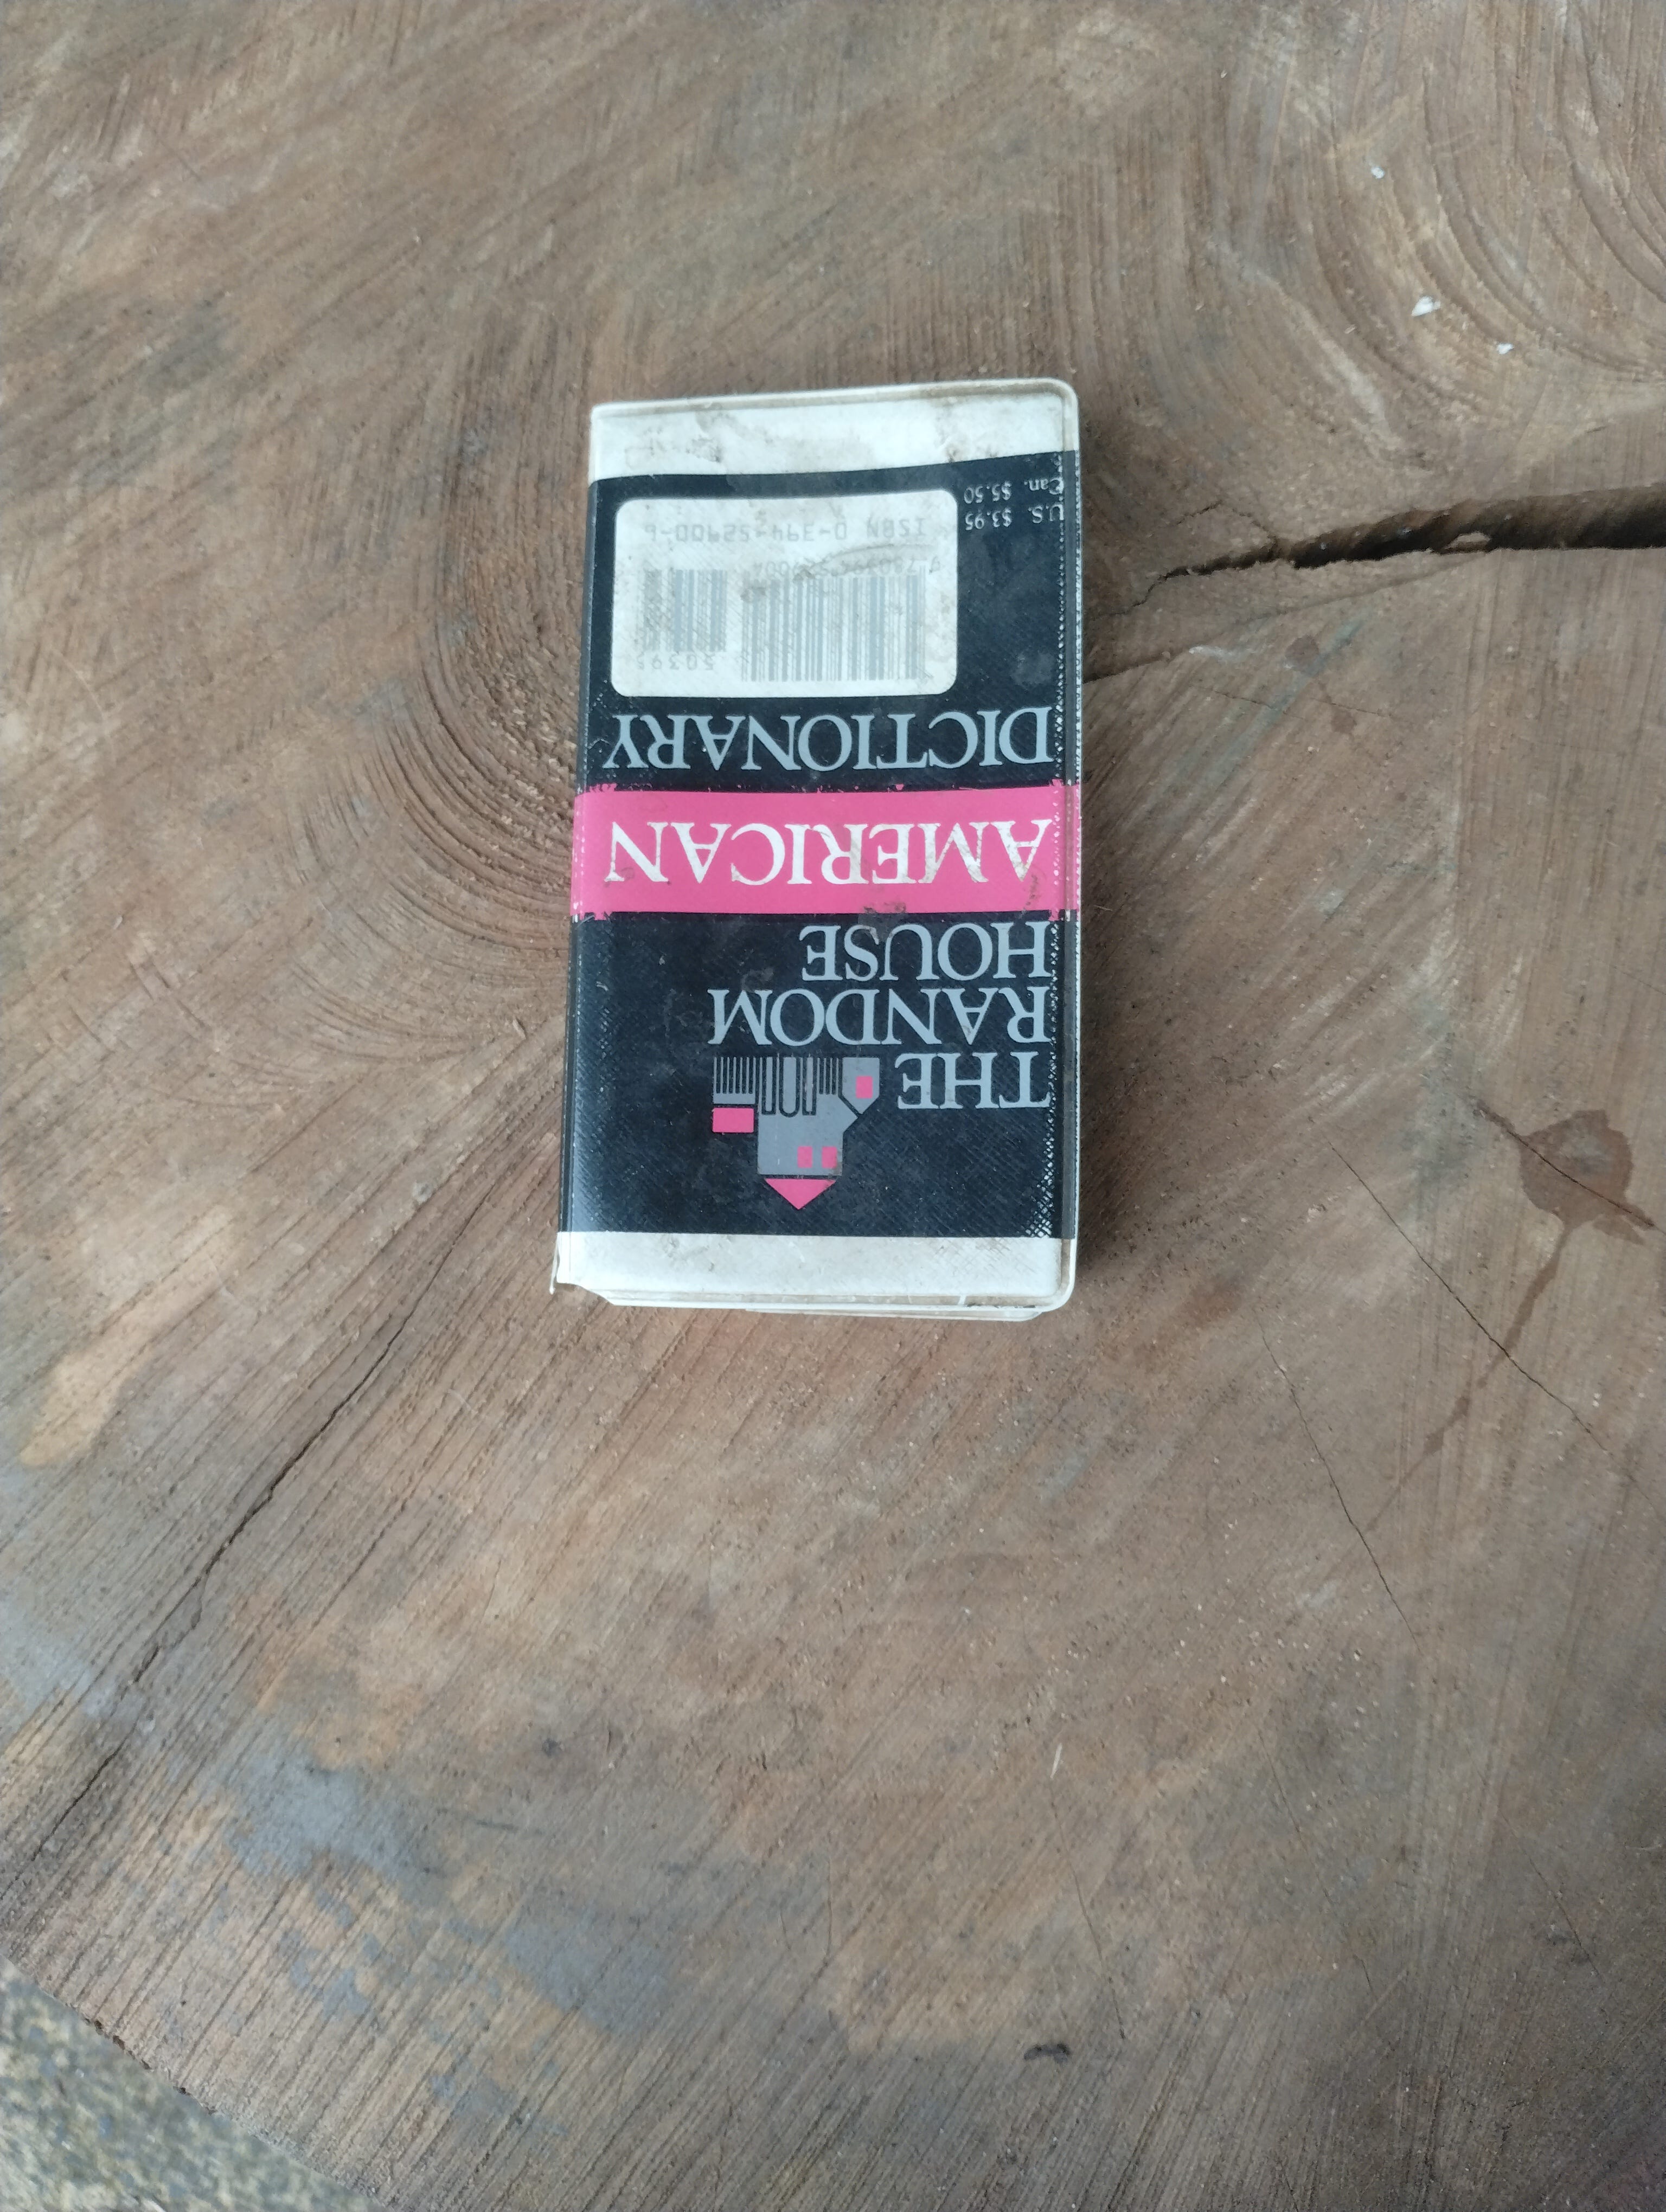 THE
RANDOM
HOUSE
AMERICAN
DICTIONARY
ISBN 0-394-52900-6
U.S. $3.95
Can. $5.50